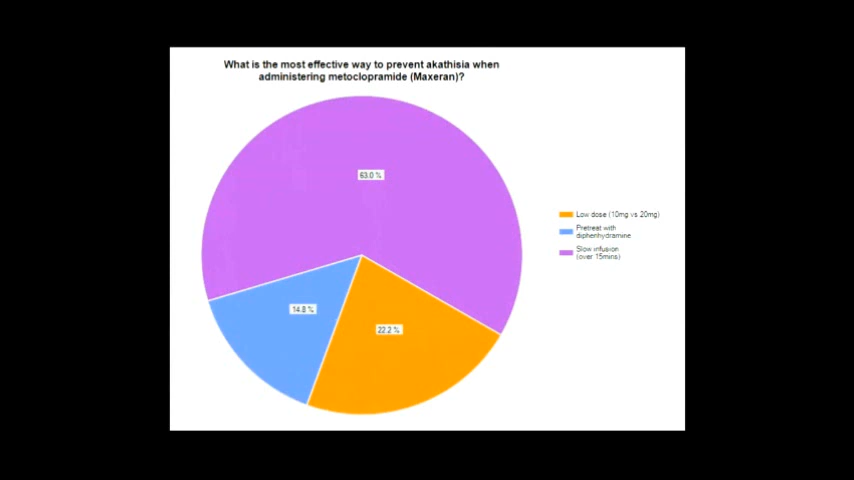 What is the most effective way to prevent akathisia when
administering metoclopramide (Maxeran)?
63.0 %
14.8 %
22.2 %
Low dose (10mg vs 20mg)
Pretreat with
diphenhydramine
Slow infusion
(over 15mins)